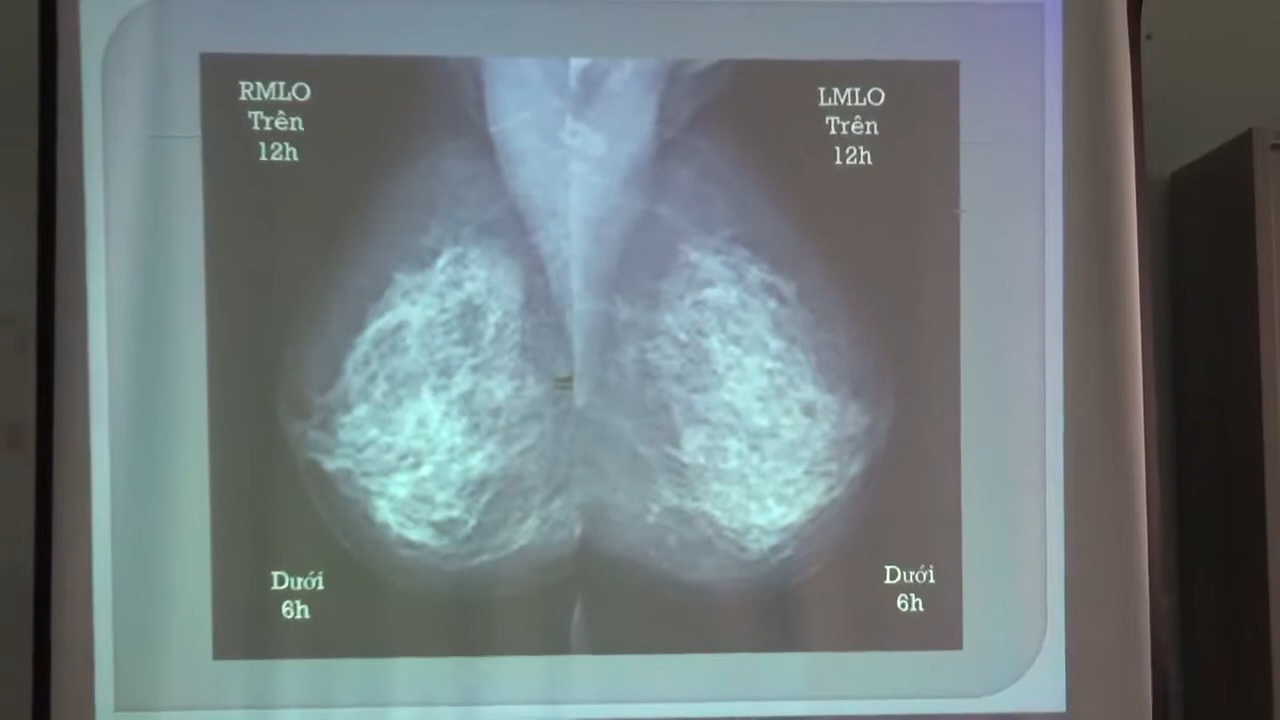 RMLO
Trên
12h
LMLO
Trên
12h
Dưới
6h
Dưới
6h